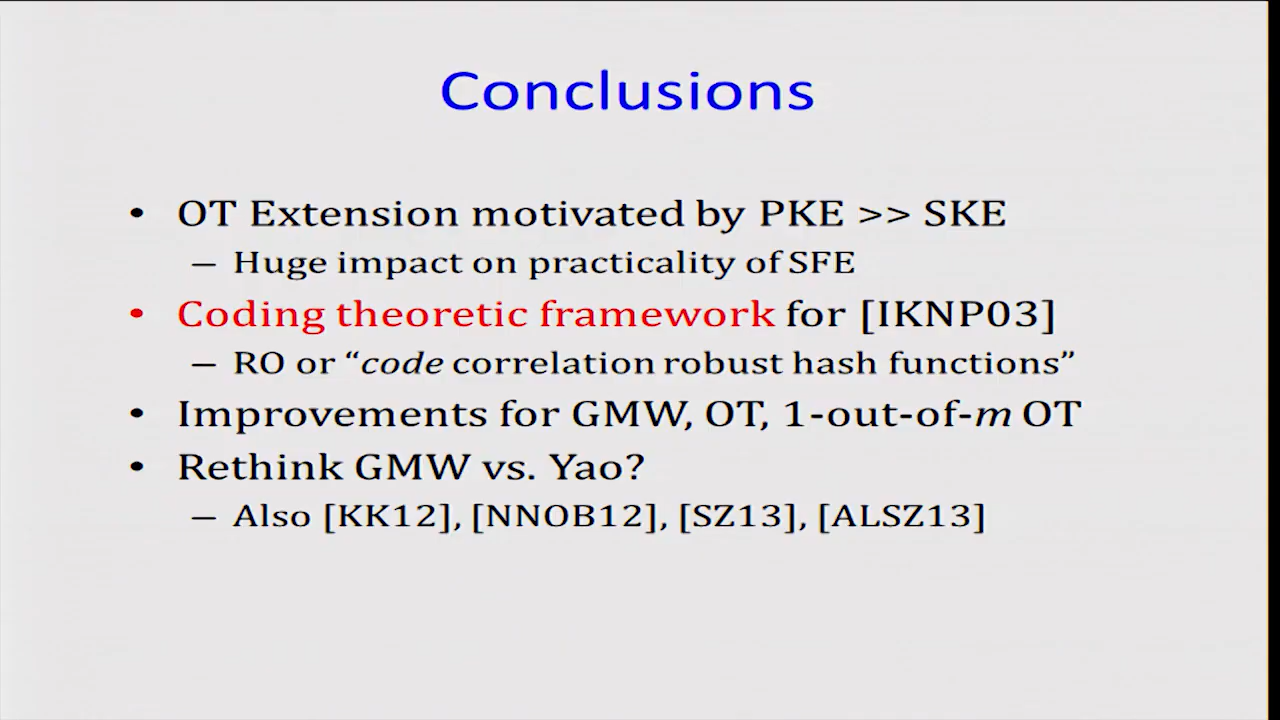 Conclusions
• OT Extension motivated by PKE >> SKE
– Huge impact on practicality of SFE
• Coding theoretic framework for [IKNP03]
– RO or “code correlation robust hash functions”
• Improvements for GMW, OT, 1-out-of-m OT
• Rethink GMW vs. Yao?
– Also [KK12], [NNOB12], [SZ13], [ALSZ13]